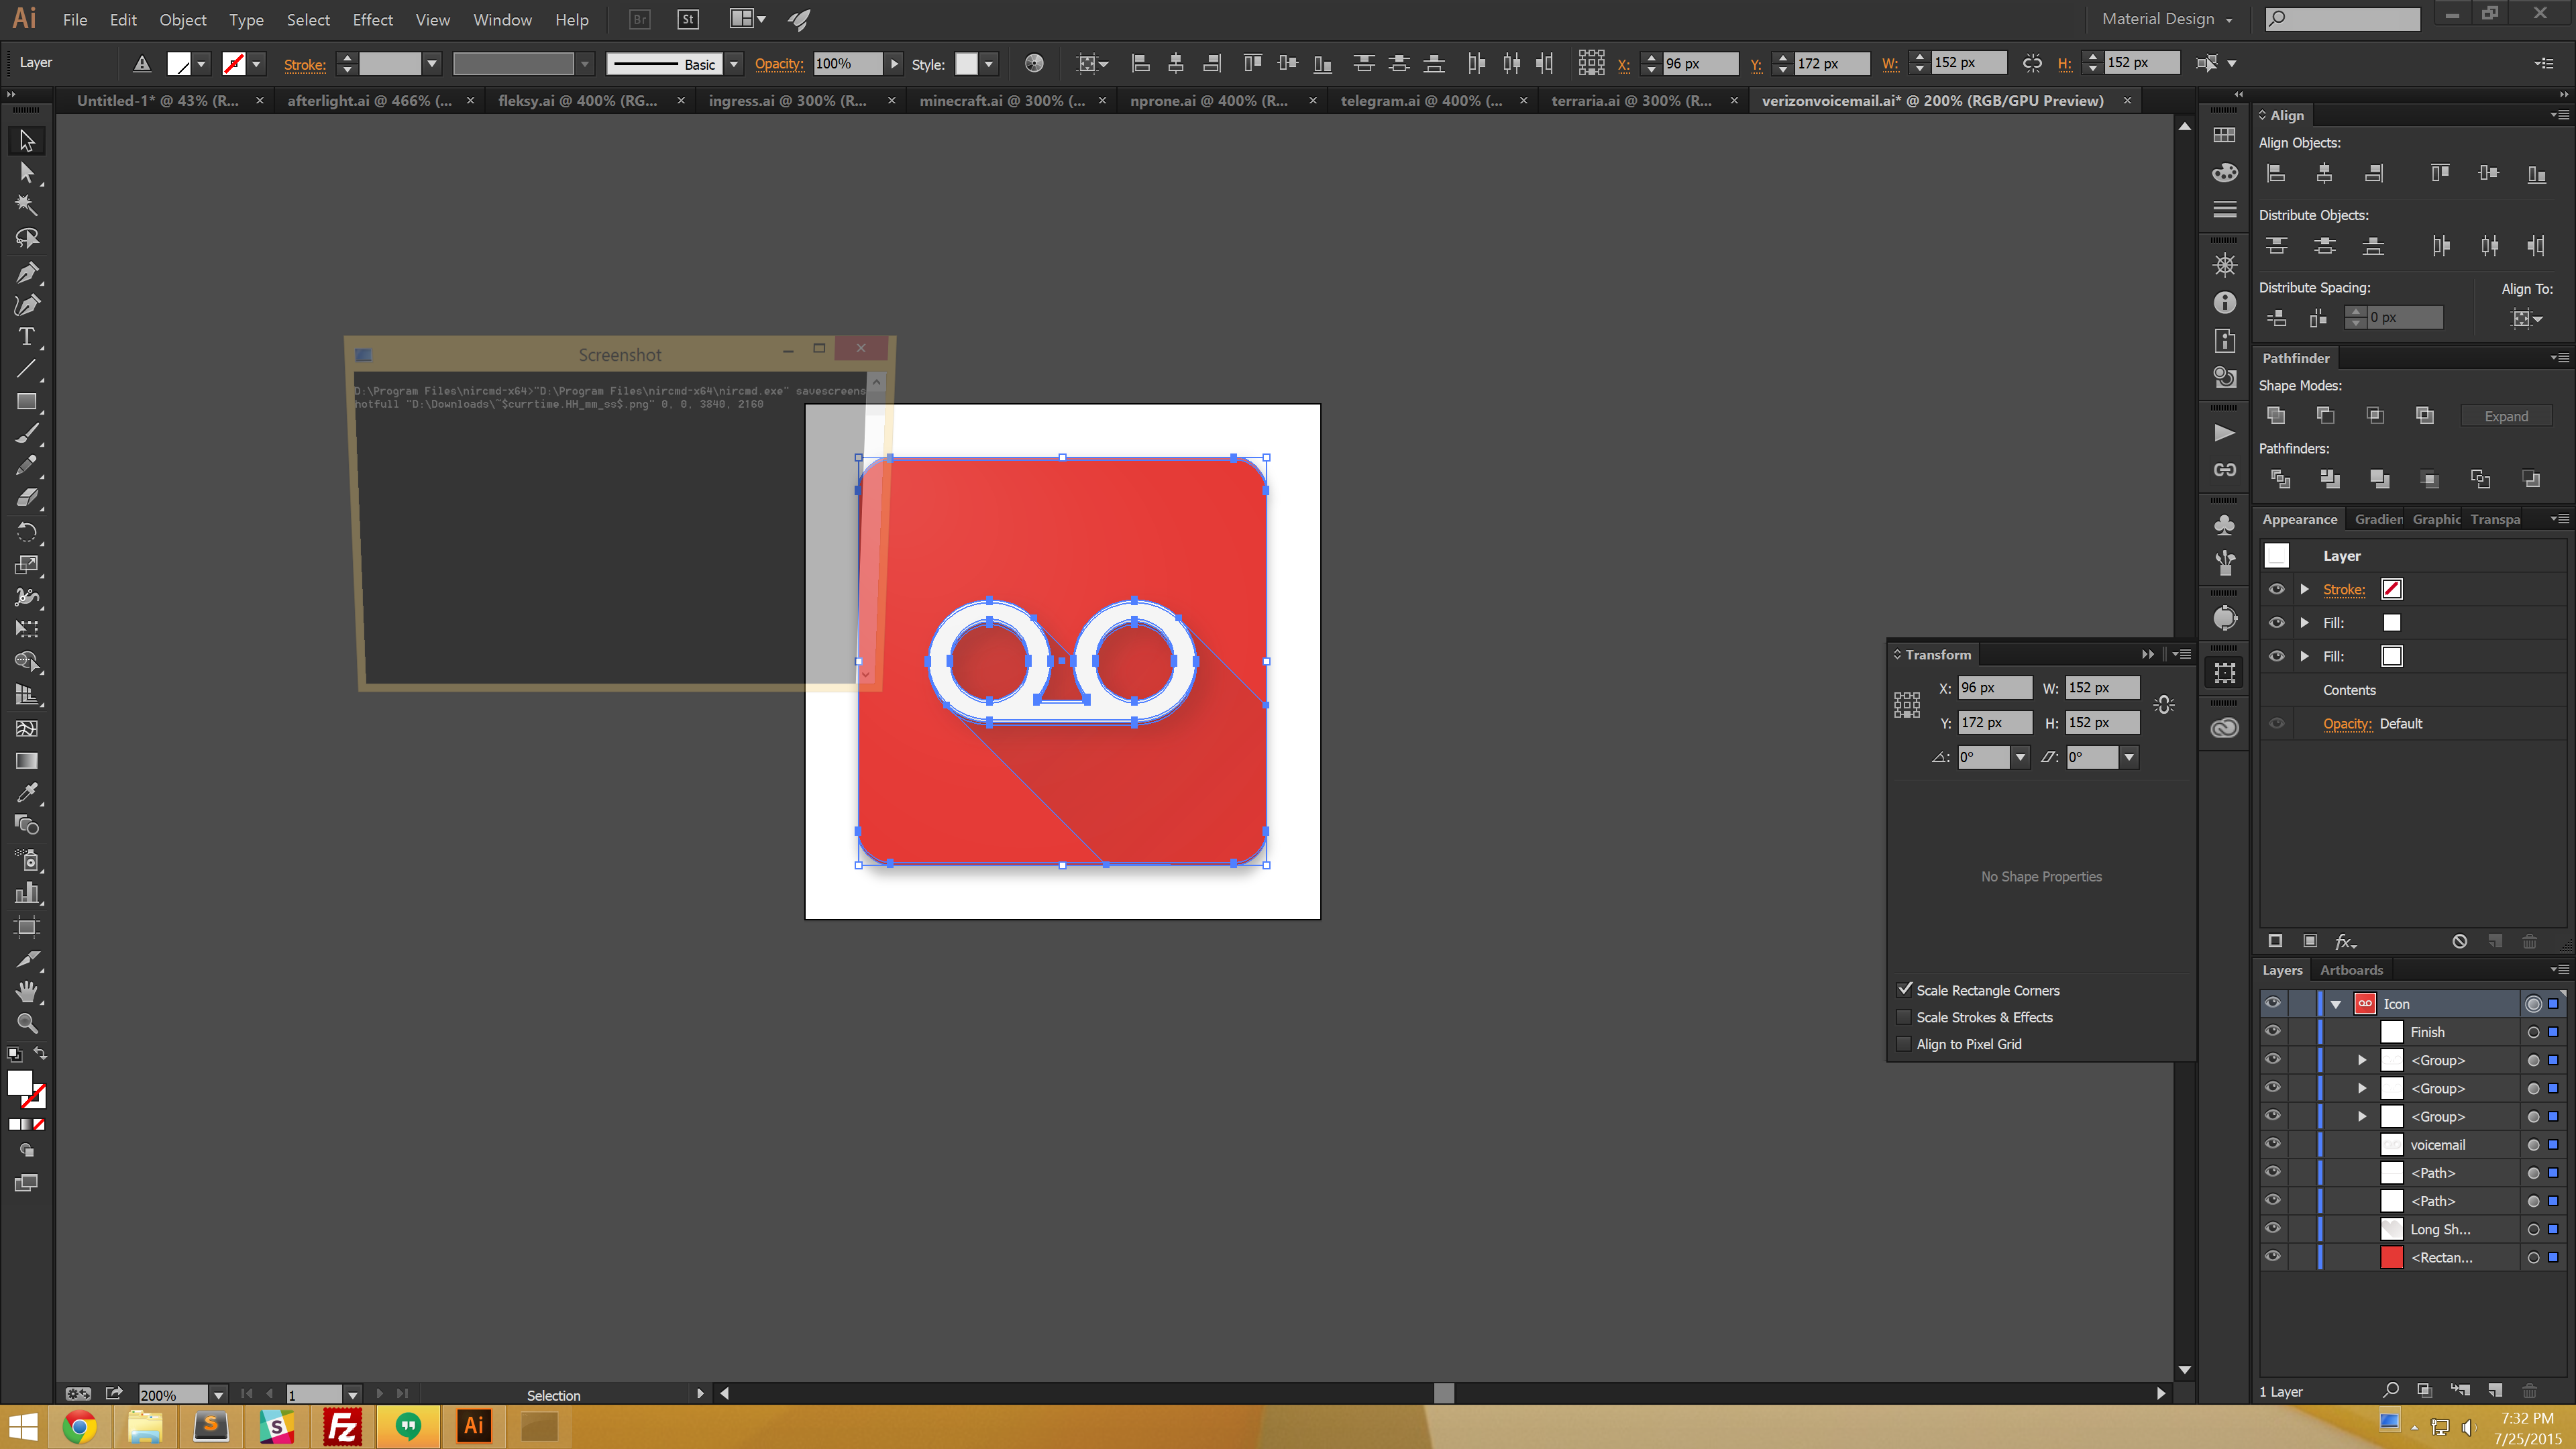 Ai File Edit Object Type Select Effect View Window Help Br St Material Design
Layer Stroke: Basic Opacity: 100% Style: X: 96 px Y: 172 px W: 152 px H: 152 px
Untitled-1* @ 43% (R... × afterlight.ai @ 466% (... × fleksy.ai @ 400% (RG... × ingress.ai @ 300% (R... × minecraft.ai @ 300% (... × nprone.ai @ 400% (R... × telegram.ai @ 400% (... × terraria.ai @ 300% (R... × verizonvoicemail.ai* @ 200% (RGB/GPU Preview) ×
Align
Align Objects:
Distribute Objects:
Distribute Spacing: Align To:
0 px
Screenshot
D:\Program Files\nircmd-x64>"D:\Program Files\nircmd-x64\nircmd.exe" savescreens
hotfull "D:\Downloads\~$currtime.HH_mm_ss$.png" 0, 0, 3840, 2160
Pathfinder
Shape Modes:
Expand
Pathfinders:
Appearance Gradien Graphic Transpa
Layer
Stroke:
Fill:
Fill:
Contents
Opacity: Default
fx
Transform
X: 96 px W: 152 px
Y: 172 px H: 152 px
0° 0°
No Shape Properties
Scale Rectangle Corners
Scale Strokes & Effects
Align to Pixel Grid
Layers Artboards
Icon
Finish
<Group>
<Group>
<Group>
voicemail
<Path>
<Path>
Long Sh...
<Rectan...
1 Layer
200% 1 Selection
S Fz Ai
7:32 PM
7/25/2015